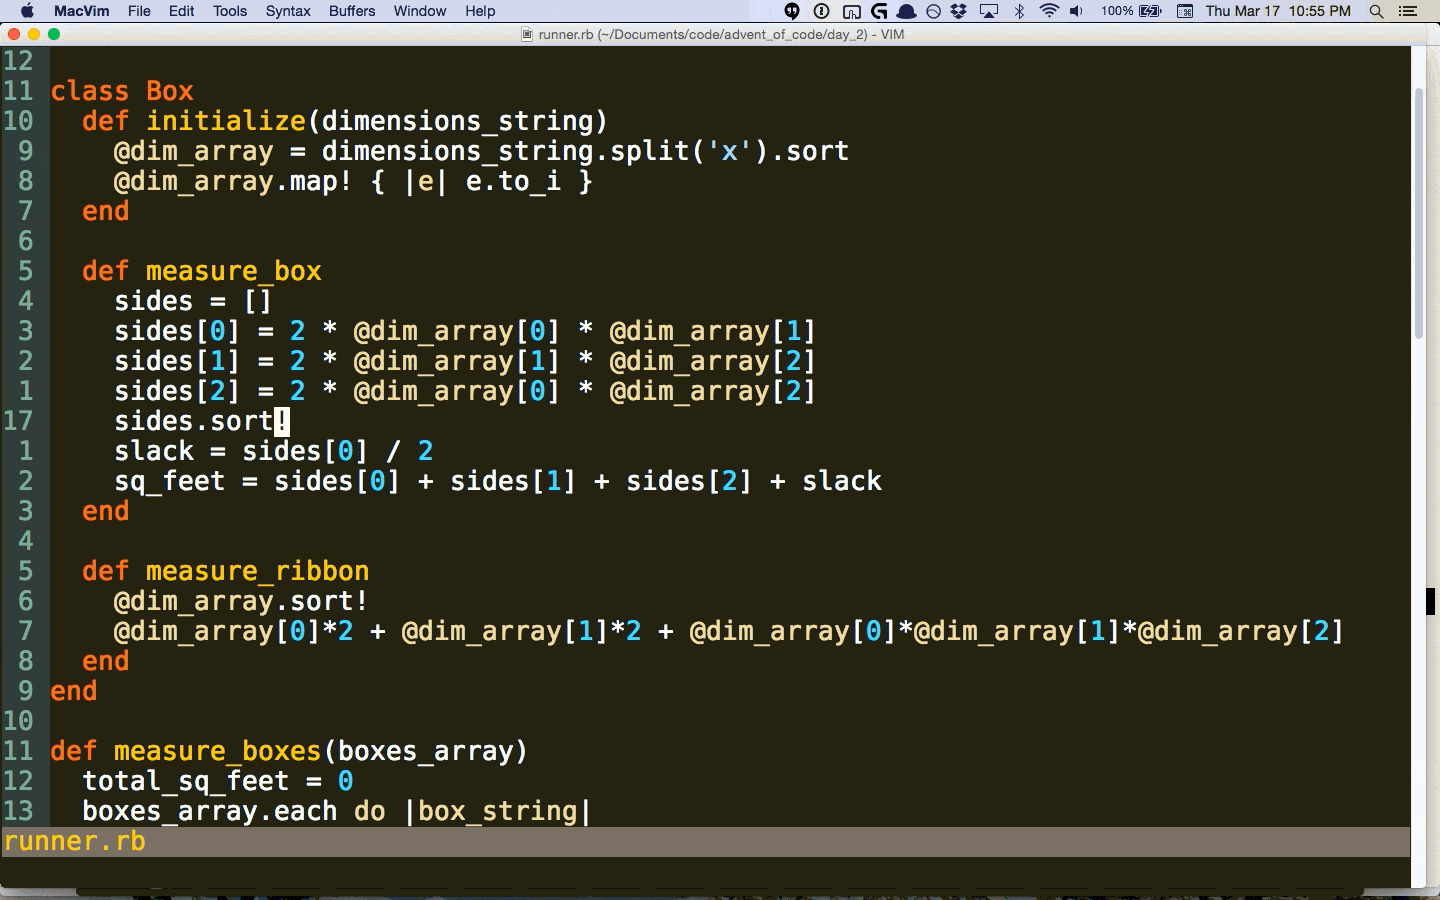 MacVim File Edit Tools Syntax Buffers Window Help 100% Thu Mar 17 10:55 PM
runner.rb (~/Documents/code/advent_of_code/day_2) - VIM
12
11 class Box
10   def initialize(dimensions_string)
9     @dim_array = dimensions_string.split('x').sort
8     @dim_array.map! { |e| e.to_i }
7   end
6
5   def measure_box
4     sides = []
3     sides[0] = 2 * @dim_array[0] * @dim_array[1]
2     sides[1] = 2 * @dim_array[1] * @dim_array[2]
1     sides[2] = 2 * @dim_array[0] * @dim_array[2]
17     sides.sort!
1     slack = sides[0] / 2
2     sq_feet = sides[0] + sides[1] + sides[2] + slack
3   end
4
5   def measure_ribbon
6     @dim_array.sort!
7     @dim_array[0]*2 + @dim_array[1]*2 + @dim_array[0]*@dim_array[1]*@dim_array[2]
8   end
9 end
10
11 def measure_boxes(boxes_array)
12   total_sq_feet = 0
13   boxes_array.each do |box_string|
runner.rb